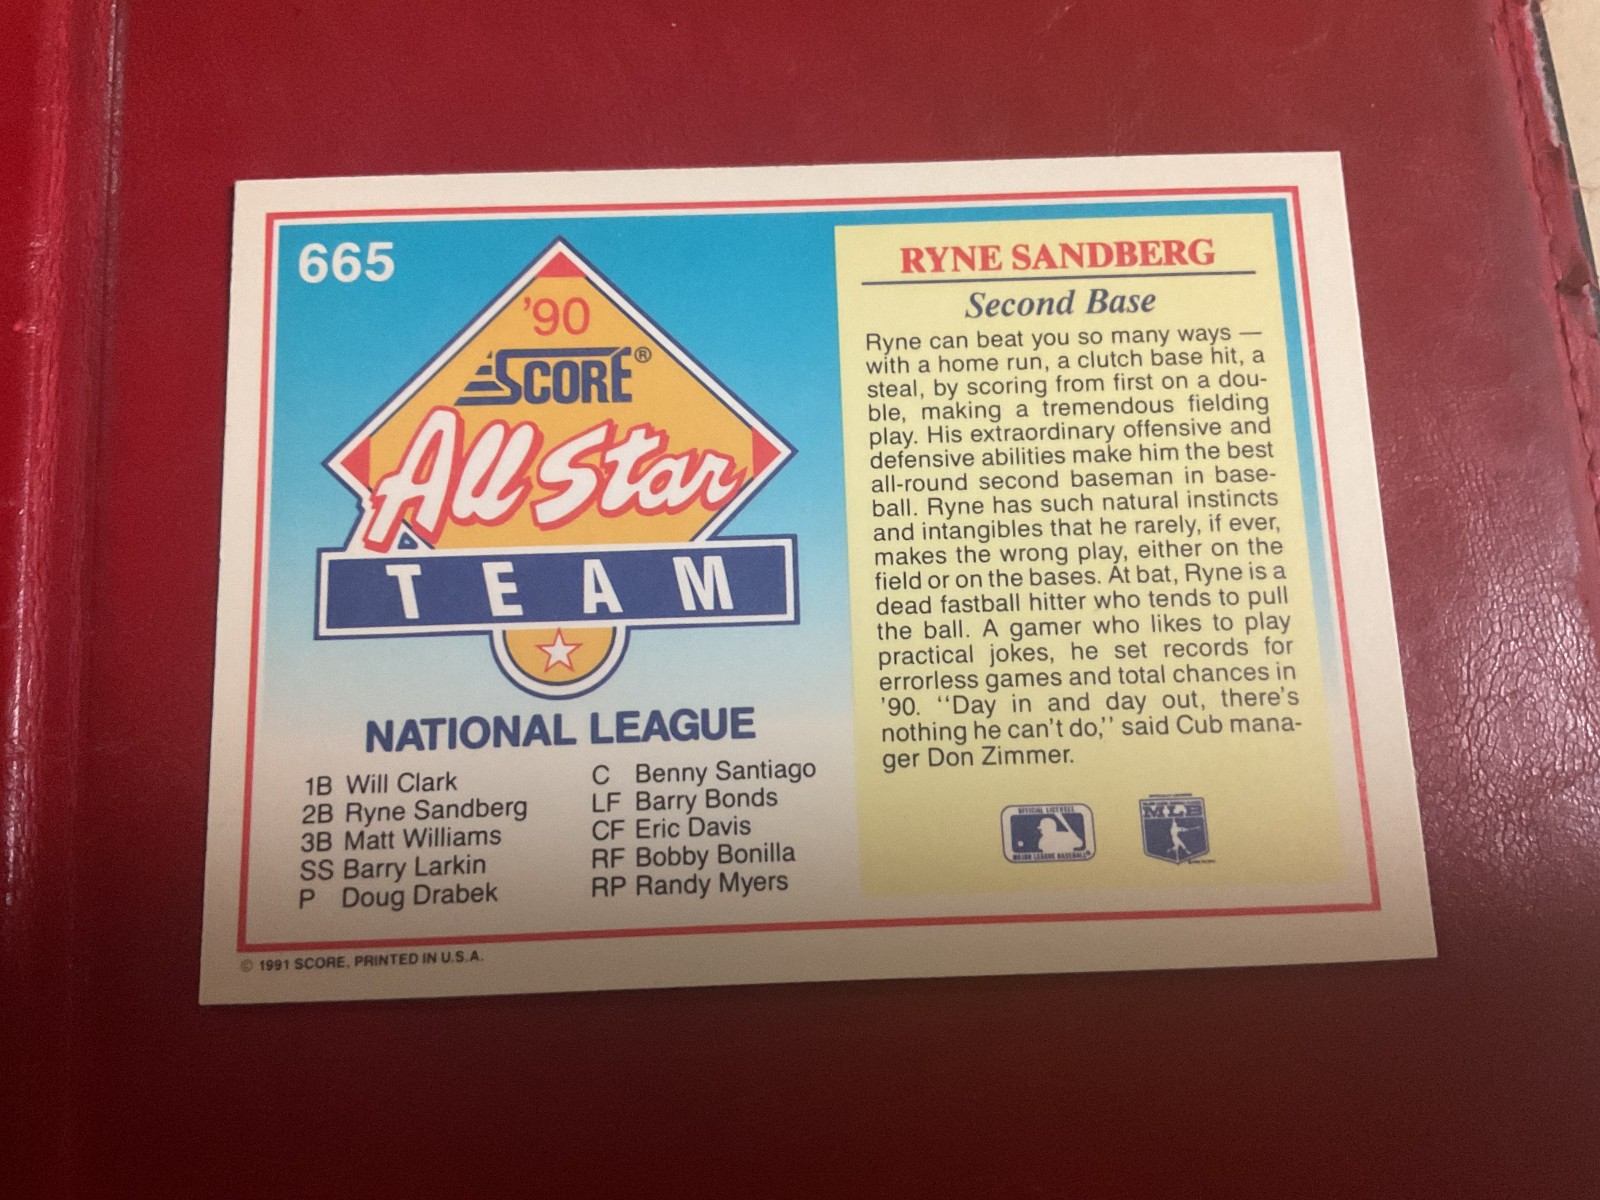 665
'90
SCORE®
All Star
TEAM
NATIONAL LEAGUE
1B Will Clark
2B Ryne Sandberg
3B Matt Williams
SS Barry Larkin
P Doug Drabek
C Benny Santiago
LF Barry Bonds
CF Eric Davis
RF Bobby Bonilla
RP Randy Myers
© 1991 SCORE, PRINTED IN U.S.A.
RYNE SANDBERG
Second Base
Ryne can beat you so many ways —
with a home run, a clutch base hit, a
steal, by scoring from first on a dou-
ble, making a tremendous fielding
play. His extraordinary offensive and
defensive abilities make him the best
all-round second baseman in base-
ball. Ryne has such natural instincts
and intangibles that he rarely, if ever,
makes the wrong play, either on the
field or on the bases. At bat, Ryne is a
dead fastball hitter who tends to pull
the ball. A gamer who likes to play
practical jokes, he set records for
errorless games and total chances in
'90. "Day in and day out, there's
nothing he can't do," said Cub mana-
ger Don Zimmer.
OFFICIAL LICENSEE
MAJOR LEAGUE BASEBALL
MLB